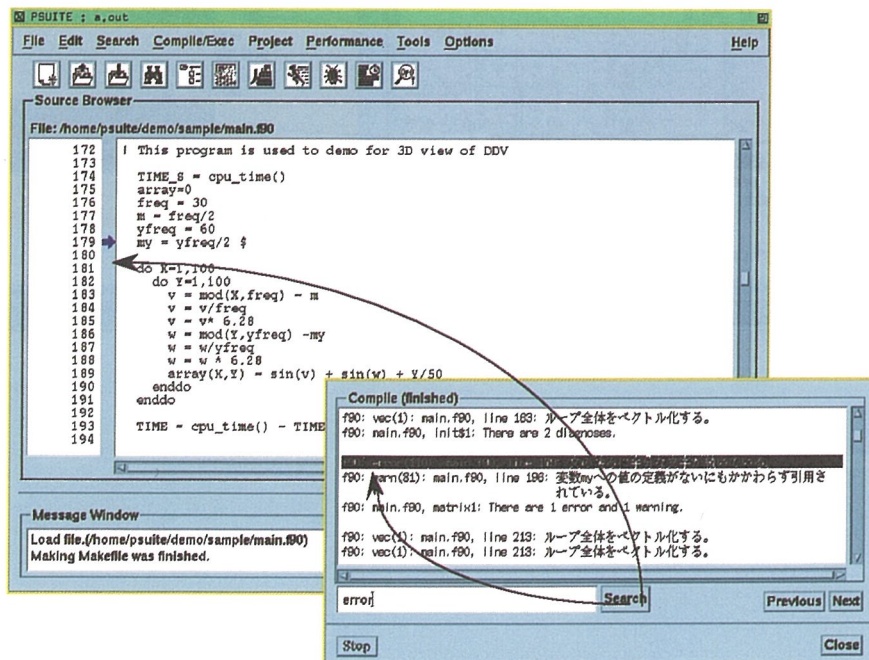 PSUITE : a.out
File Edit Search Compile/Exec Project Performance Tools Options Help
Source Browser
File: /home/psuite/demo/sample/main.f90
172 ! This program is used to demo for 3D view of DDV
173
174 TIME_S = cpu_time()
175 array=0
176 freq = 30
177 m = freq/2
178 yfreq = 60
179 my = yfreq/2 $
180
181 do X=1,100
182 do Y=1,100
183 v = mod(X,freq) - m
184 v = v/freq
185 v = v* 6.28
186 w = mod(Y,yfreq) -my
187 w = w/yfreq
188 w = w * 6.28
189 array(X,Y) = sin(v) + sin(w) + Y/50
190 enddo
191 enddo
192
193 TIME = cpu_time() - TIME
194
Message Window
Load file.(/home/psuite/demo/sample/main.f90)
Making Makefile was finished.
Compile (finished)
f90: vec(1): main.f90, line 163: ループ全体をベクトル化する。
f90: main.f90, init$1: There are 2 diagnoses.
f90: warn(81): main.f90, line 196: 変数myへの値の定義がないにもかかわらず引用さ
れている。
f90: main.f90, matrix1: There are 1 error and 1 warning.
f90: vec(1): main.f90, line 213: ループ全体をベクトル化する。
f90: vec(1): main.f90, line 213: ループ全体をベクトル化する。
error
Search
Previous Next
Stop
Close